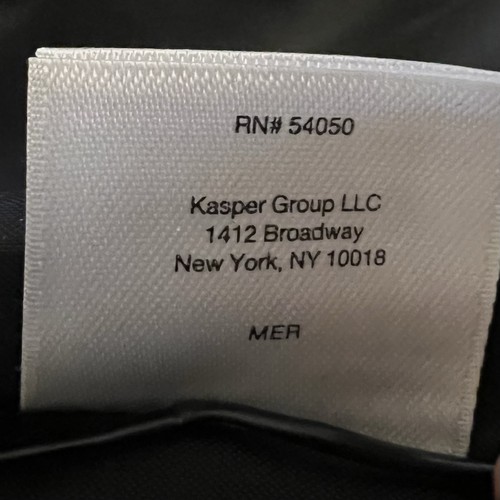 RN# 54050
Kasper Group LLC
1412 Broadway
New York, NY 10018
MER